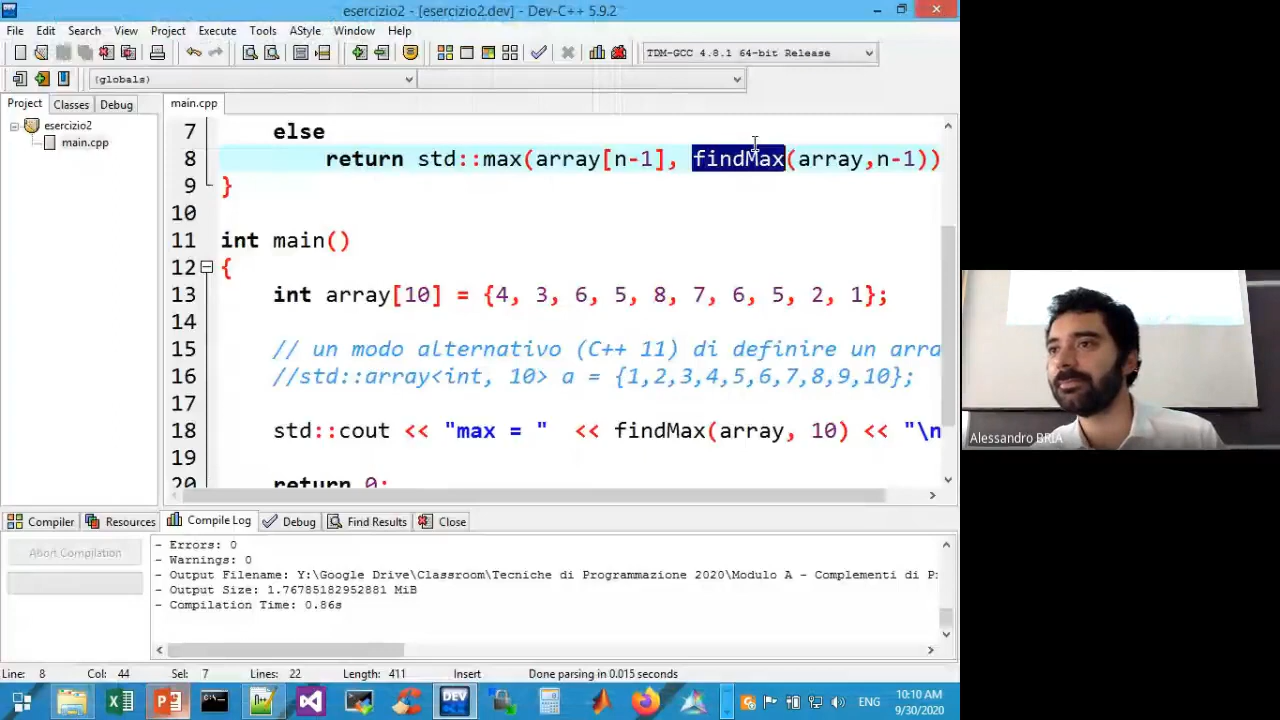 esercizio2 - [esercizio2.dev] - Dev-C++ 5.9.2
File Edit Search View Project Execute Tools AStyle Window Help
TDM-GCC 4.8.1 64-bit Release
(globals)
Project Classes Debug
main.cpp
esercizio2
main.cpp
7 else
8 return std::max(array[n-1], findMax(array,n-1))
9 }
10
11 int main()
12 {
13 int array[10] = {4, 3, 6, 5, 8, 7, 6, 5, 2, 1};
14
15 // un modo alternativo (C++ 11) di definire un arra
16 //std::array<int, 10> a = {1,2,3,4,5,6,7,8,9,10};
17
18 std::cout << "max = " << findMax(array, 10) << "\n
19
20 return 0;
Alessandro BRIA
Compiler Resources Compile Log Debug Find Results Close
Abort Compilation
- Errors: 0
- Warnings: 0
- Output Filename: Y:\Google Drive\Classroom\Tecniche di Programmazione 2020\Modulo A - Complementi di P
- Output Size: 1.76785182952881 MiB
- Compilation Time: 0.86s
Line: 8 Col: 44 Sel: 7 Lines: 22 Length: 411 Insert Done parsing in 0.015 seconds
DEV
ENG
10:10 AM
9/30/2020